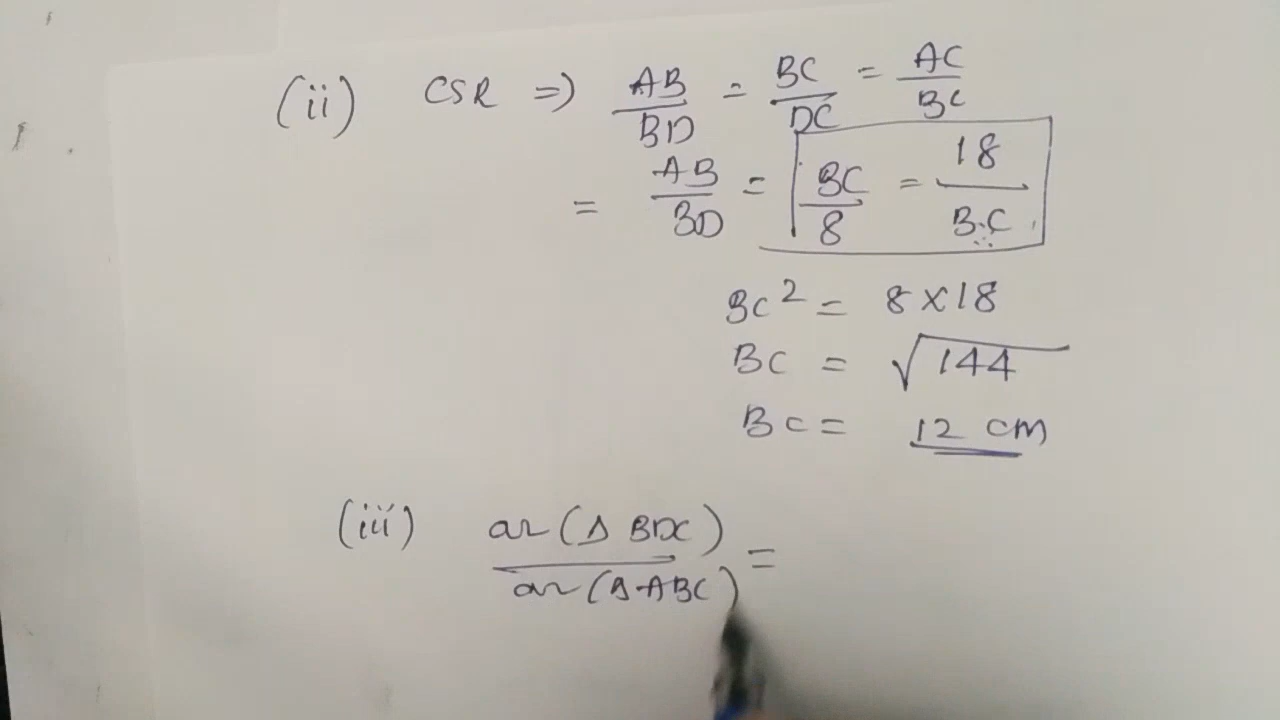 (ii) CSR => AB/BD = BC/DC = AC/BC
= AB/BD = BC/8 = 18/BC
BC² = 8×18
BC = √144
BC = 12 cm
(iii) ar(Δ BDC)/ar(Δ ABC) =